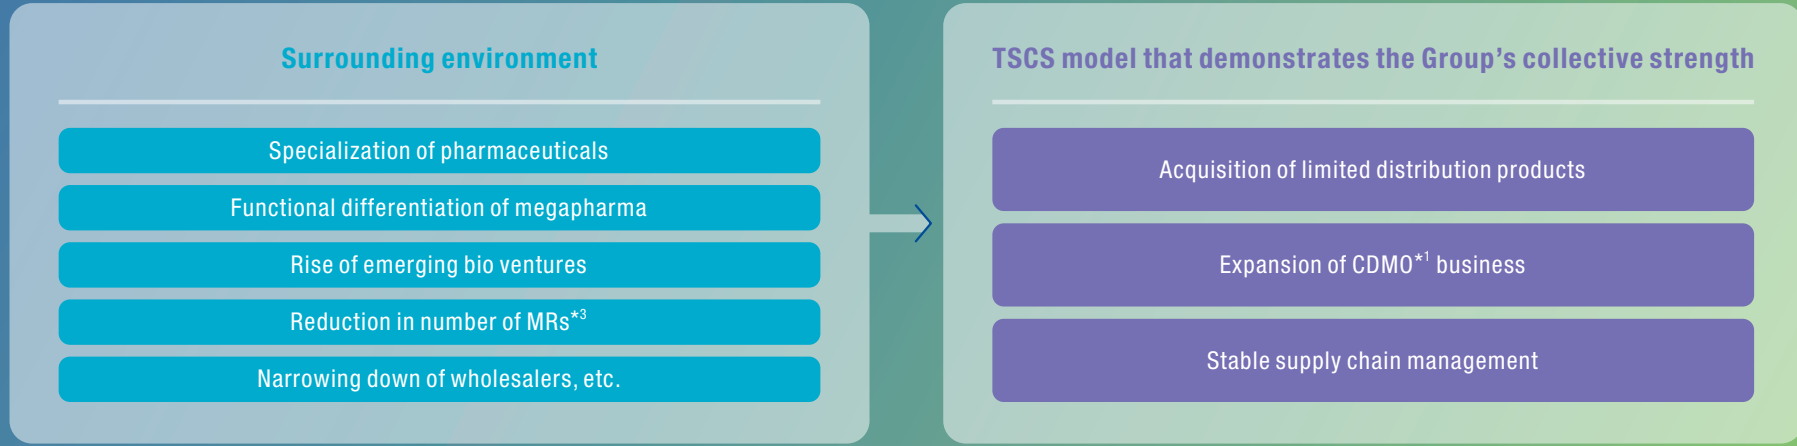 Surrounding environment
Specialization of pharmaceuticals
Functional differentiation of megapharma
Rise of emerging bio ventures
Reduction in number of MRs*3
Narrowing down of wholesalers, etc.
TSCS model that demonstrates the Group’s collective strength
Acquisition of limited distribution products
Expansion of CDMO*1 business
Stable supply chain management